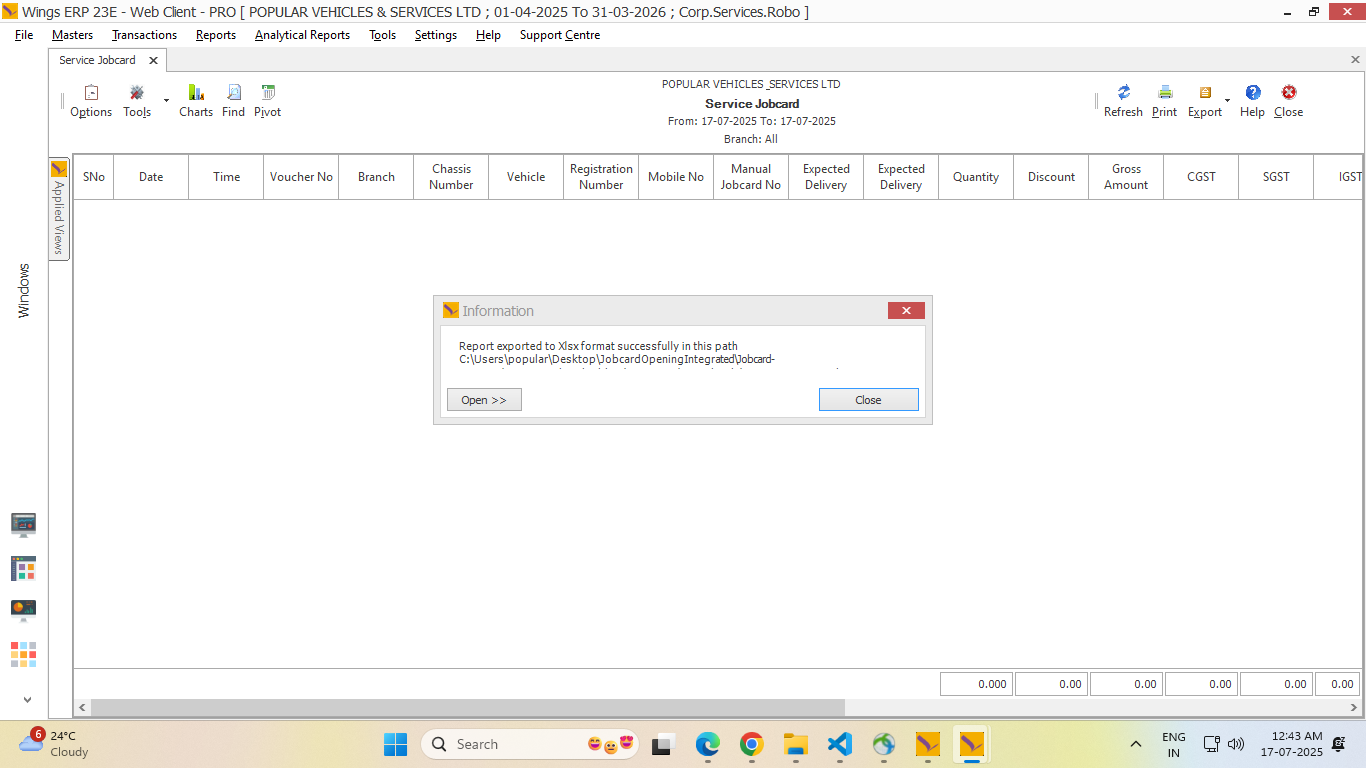 Wings ERP 23E - Web Client - PRO [ POPULAR VEHICLES & SERVICES LTD ; 01-04-2025 To 31-03-2026 ; Corp.Services.Robo ]
File Masters Transactions Reports Analytical Reports Tools Settings Help Support Centre
Service Jobcard
Options Tools Charts Find Pivot
POPULAR VEHICLES_SERVICES LTD
Service Jobcard
From: 17-07-2025 To: 17-07-2025
Branch: All
Refresh Print Export Help Close
Applied Views
Windows
SNo Date Time Voucher No Branch Chassis Number Vehicle Registration Number Mobile No Manual Jobcard No Expected Delivery Expected Delivery Quantity Discount Gross Amount CGST SGST IGST
Information
Report exported to Xlsx format successfully in this path
C:\Users\popular\Desktop\JobcardOpeningIntegrated\Jobcard-
Open >> Close
0.000 0.00 0.00 0.00 0.00 0.00
6
24°C
Cloudy
Search
ENG
IN
12:43 AM
17-07-2025